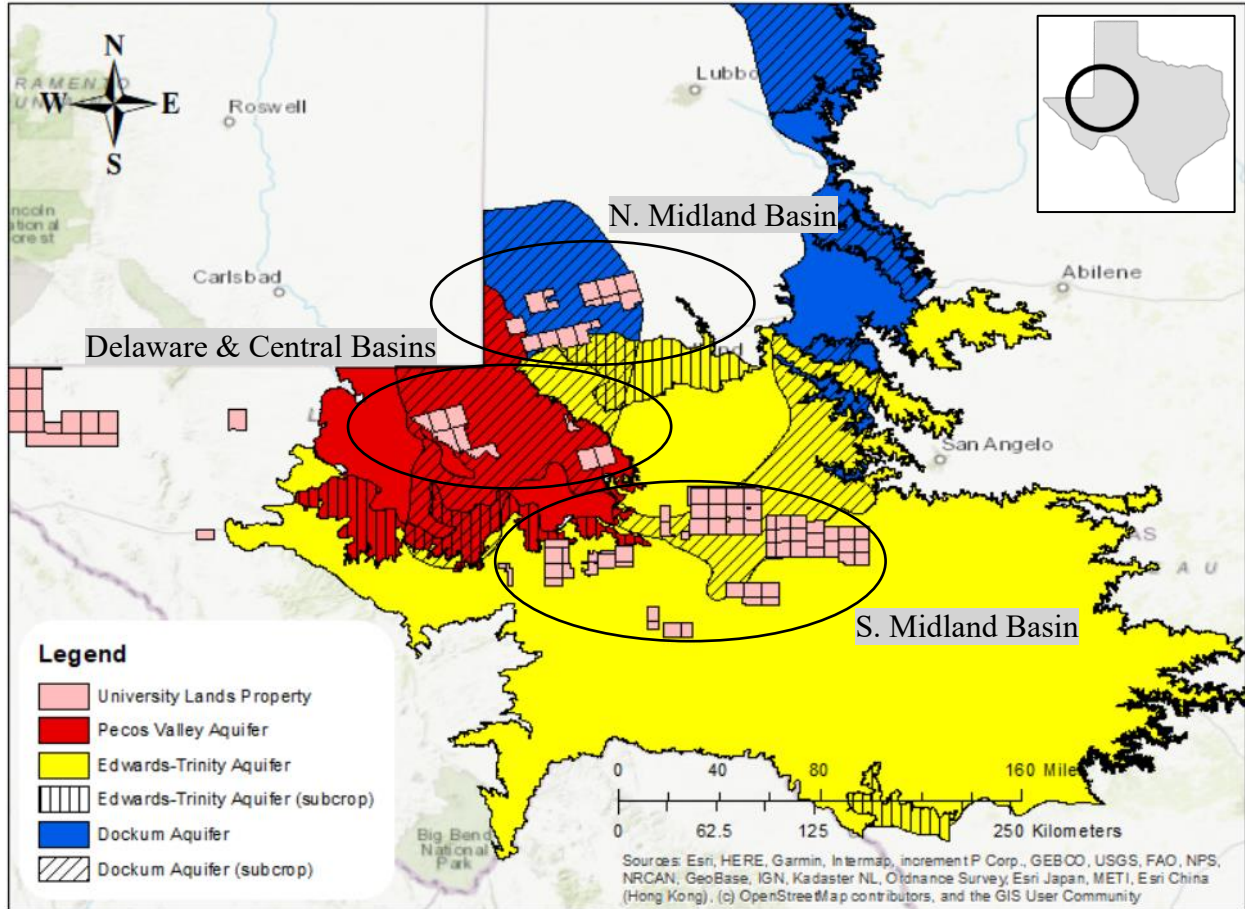 N
W
E
S
RAMENTO
Roswell
Lubbo
N. Midland Basin
Carlsbad
Abilene
Delaware & Central Basins
San Angelo
AS
E A U
S. Midland Basin
Legend
University Lands Property
Pecos Valley Aquifer
Edwards-Trinity Aquifer
Edwards-Trinity Aquifer (subcrop)
Dockum Aquifer
Dockum Aquifer (subcrop)
0 40 80 160 Mile
0 62.5 125 250 Kilometers
Big Bend
National
Park
Sources: Esri, HERE, Garmin, Intermap, increment P Corp., GEBCO, USGS, FAO, NPS,
NRCAN, GeoBase, IGN, Kadaster NL, Ordnance Survey, Esri Japan, METI, Esri China
(Hong Kong), (c) OpenStreetMap contributors, and the GIS User Community